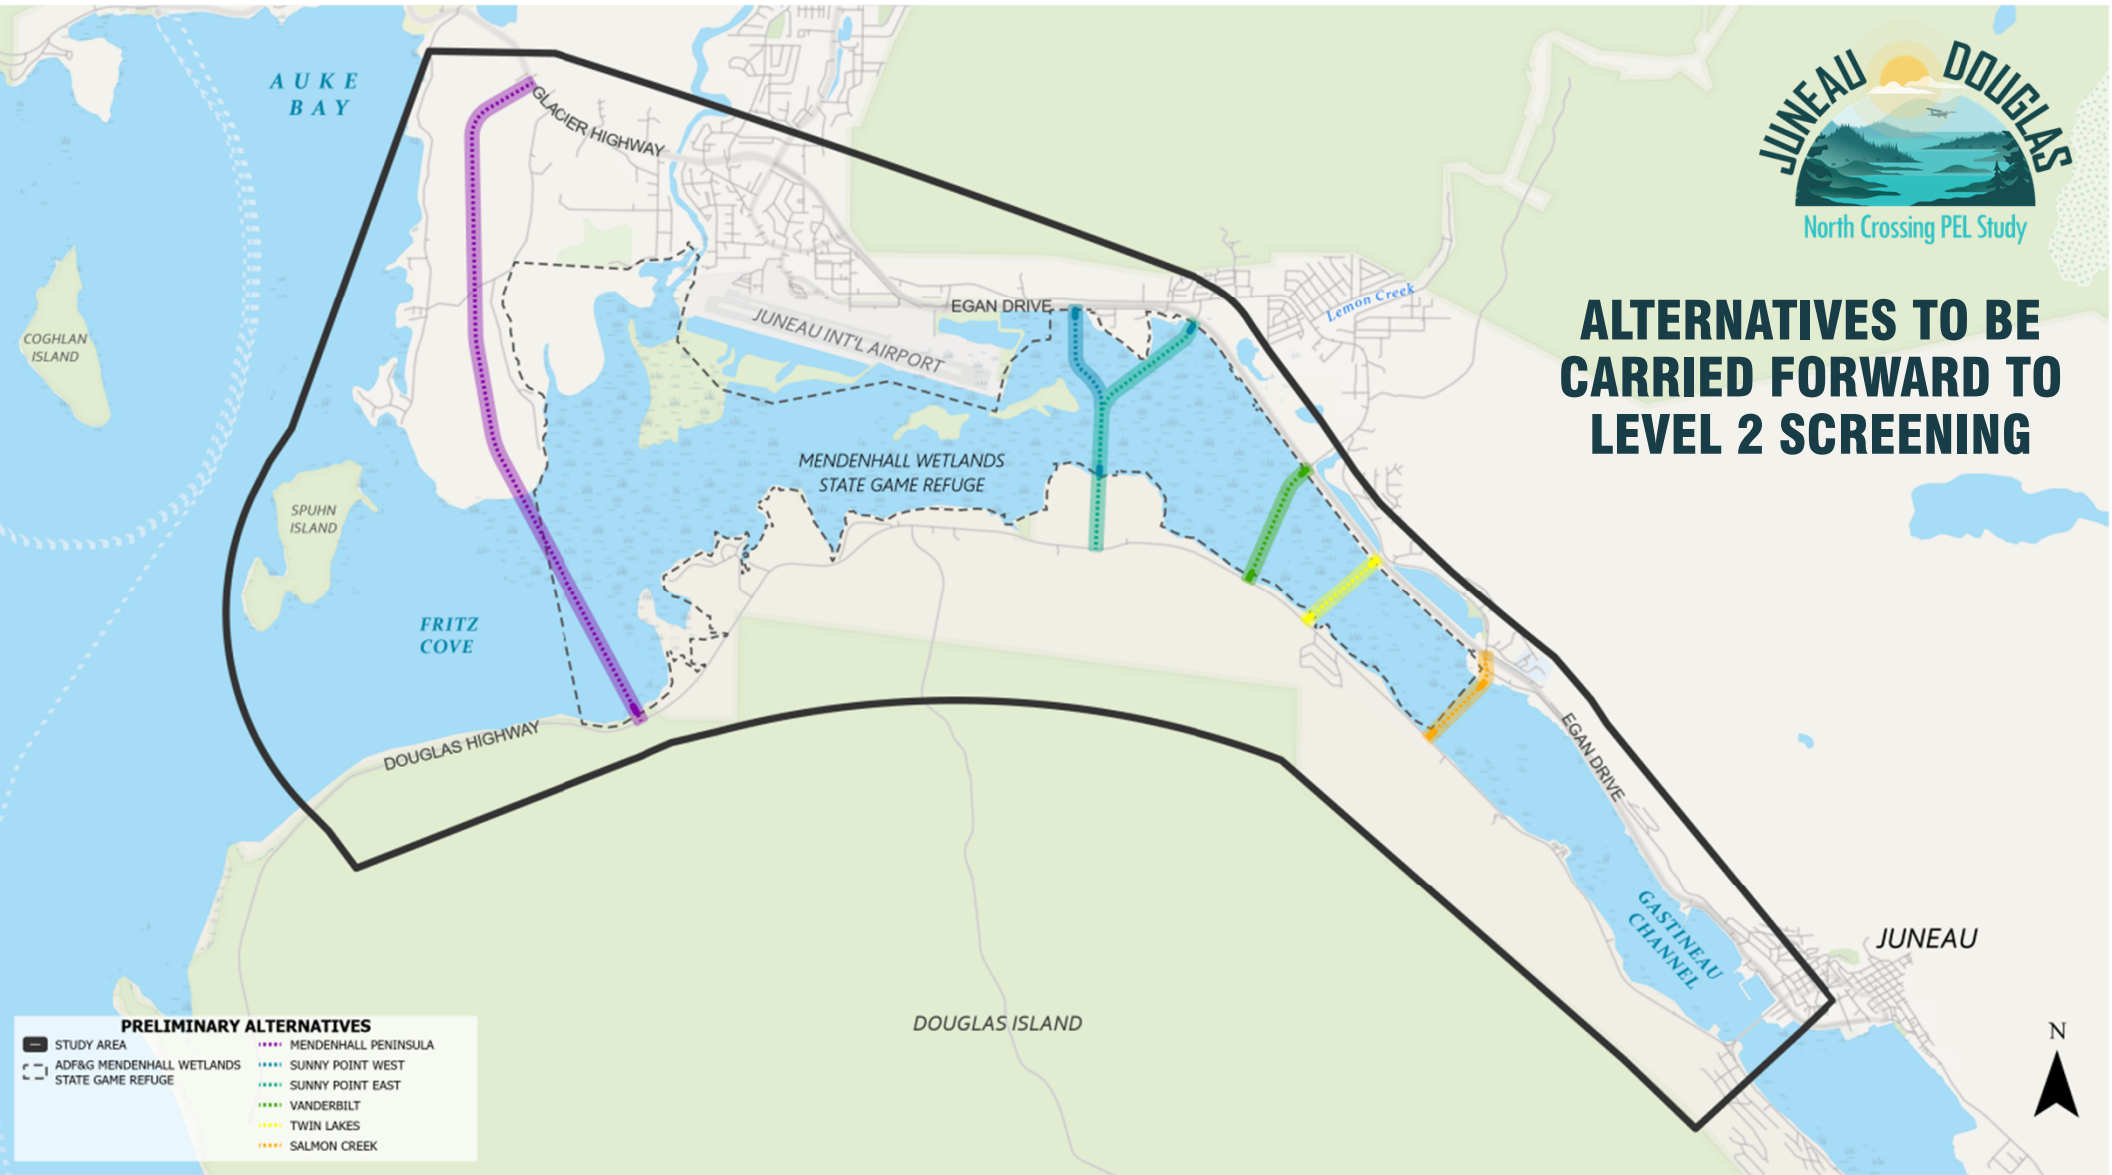 AUKE
BAY
JUNEAU DOUGLAS
North Crossing PEL Study
GLACIER HIGHWAY
ALTERNATIVES TO BE
CARRIED FORWARD TO
LEVEL 2 SCREENING
COGHLAN
ISLAND
EGAN DRIVE
Lemon Creek
JUNEAU INT'L AIRPORT
MENDENHALL WETLANDS
STATE GAME REFUGE
SPUHN
ISLAND
FRITZ
COVE
DOUGLAS HIGHWAY
EGAN DRIVE
GASTINEAU
CHANNEL
JUNEAU
DOUGLAS ISLAND
N
PRELIMINARY ALTERNATIVES
STUDY AREA
ADF&G MENDENHALL WETLANDS
STATE GAME REFUGE
MENDENHALL PENINSULA
SUNNY POINT WEST
SUNNY POINT EAST
VANDERBILT
TWIN LAKES
SALMON CREEK